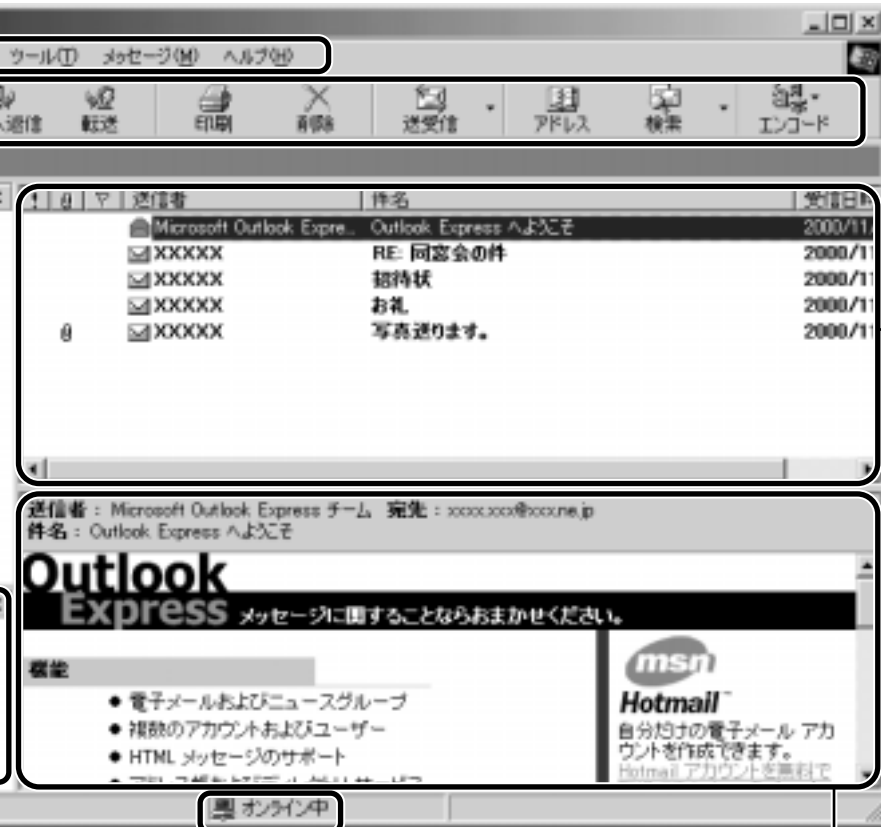 ツール(T) メッセージ(M) ヘルプ(H)
返信 転送 印刷 削除 送受信 アドレス 検索 エンコード
! 送信者 件名 受信日時
Microsoft Outlook Expre... Outlook Express へようこそ 2000/11
XXXXX RE: 同窓会の件 2000/11
XXXXX 招待状 2000/11
XXXXX お礼 2000/11
XXXXX 写真送ります。 2000/11
送信者 : Microsoft Outlook Express チーム 宛先 : xxxx.xxx@xxx.ne.jp
件名 : Outlook Express へようこそ
Outlook
Express メッセージに関することならおまかせください。
msn
機能
Hotmail
● 電子メールおよびニュースグループ
自分だけの電子メール アカ
● 複数のアカウントおよびユーザー
ウントを作成できます。
● HTML メッセージのサポート
Hotmail アカウントを無料で
オンライン中